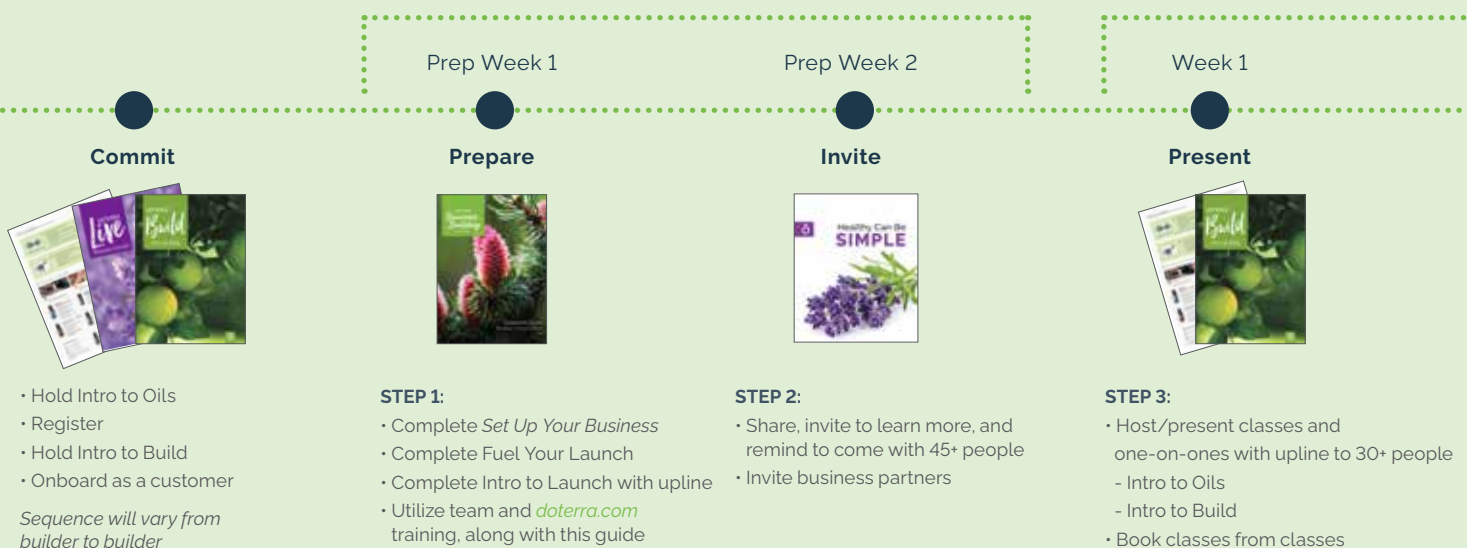 Prep Week 1
Prep Week 2
Week 1
Commit
Prepare
Invite
Present
Live
Build
Healthy Can Be
SIMPLE
Build
• Hold Intro to Oils
• Register
• Hold Intro to Build
• Onboard as a customer
Sequence will vary from
builder to builder
STEP 1:
• Complete Set Up Your Business
• Complete Fuel Your Launch
• Complete Intro to Launch with upline
• Utilize team and doterra.com
training, along with this guide
STEP 2:
• Share, invite to learn more, and
remind to come with 45+ people
• Invite business partners
STEP 3:
• Host/present classes and
one-on-ones with upline to 30+ people
- Intro to Oils
- Intro to Build
• Book classes from classes